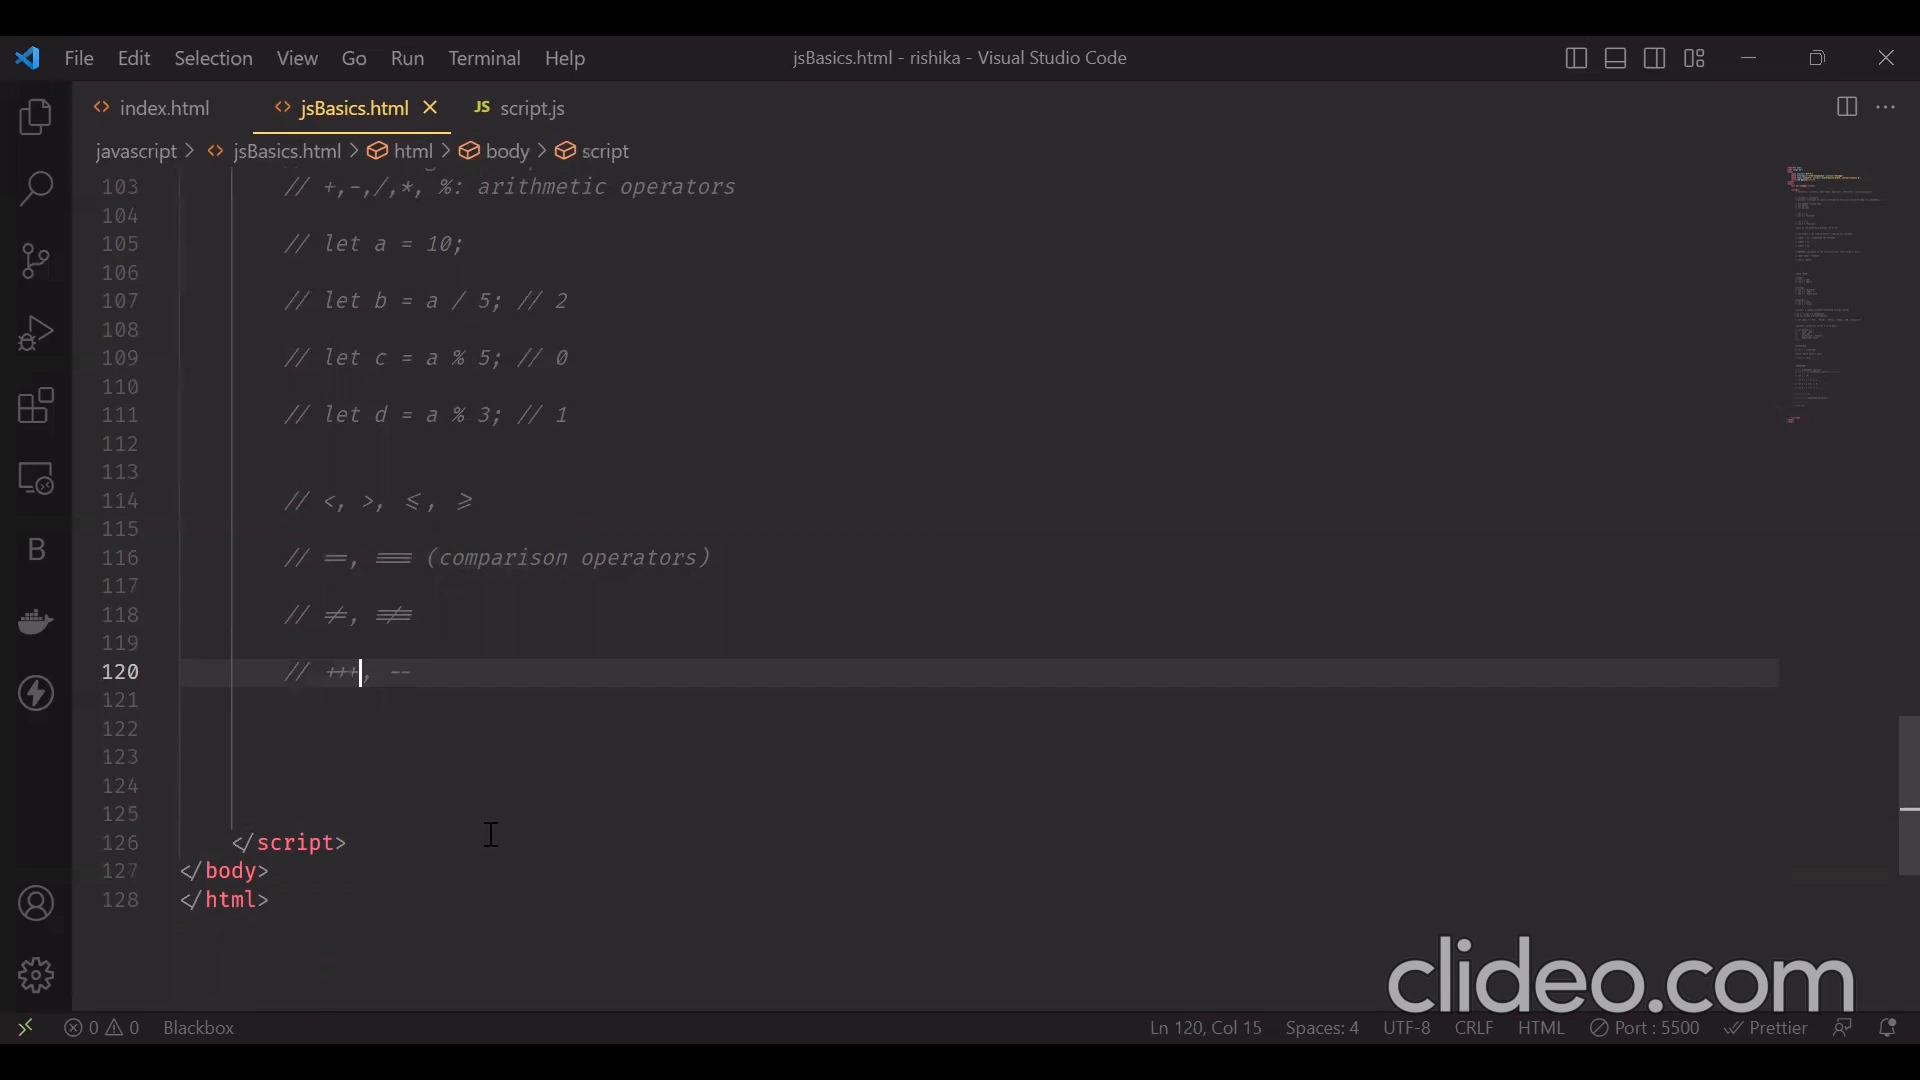 File Edit Selection View Go Run Terminal Help jsBasics.html - rishika - Visual Studio Code
index.html jsBasics.html JS script.js
javascript > jsBasics.html > html > body > script
103 // +,-,/,*, %: arithmetic operators
104
105 // let a = 10;
106
107 // let b = a / 5; // 2
108
109 // let c = a % 5; // 0
110
111 // let d = a % 3; // 1
112
113
114 // <, >, <=, >=
115
116 // ==, === (comparison operators)
117
118 // !=, !==
119
120 // +++, --
121
122
123
124
125
126 </script>
127 </body>
128 </html>
B
clideo.com
0 0 Blackbox Ln 120, Col 15 Spaces: 4 UTF-8 CRLF HTML Port : 5500 Prettier